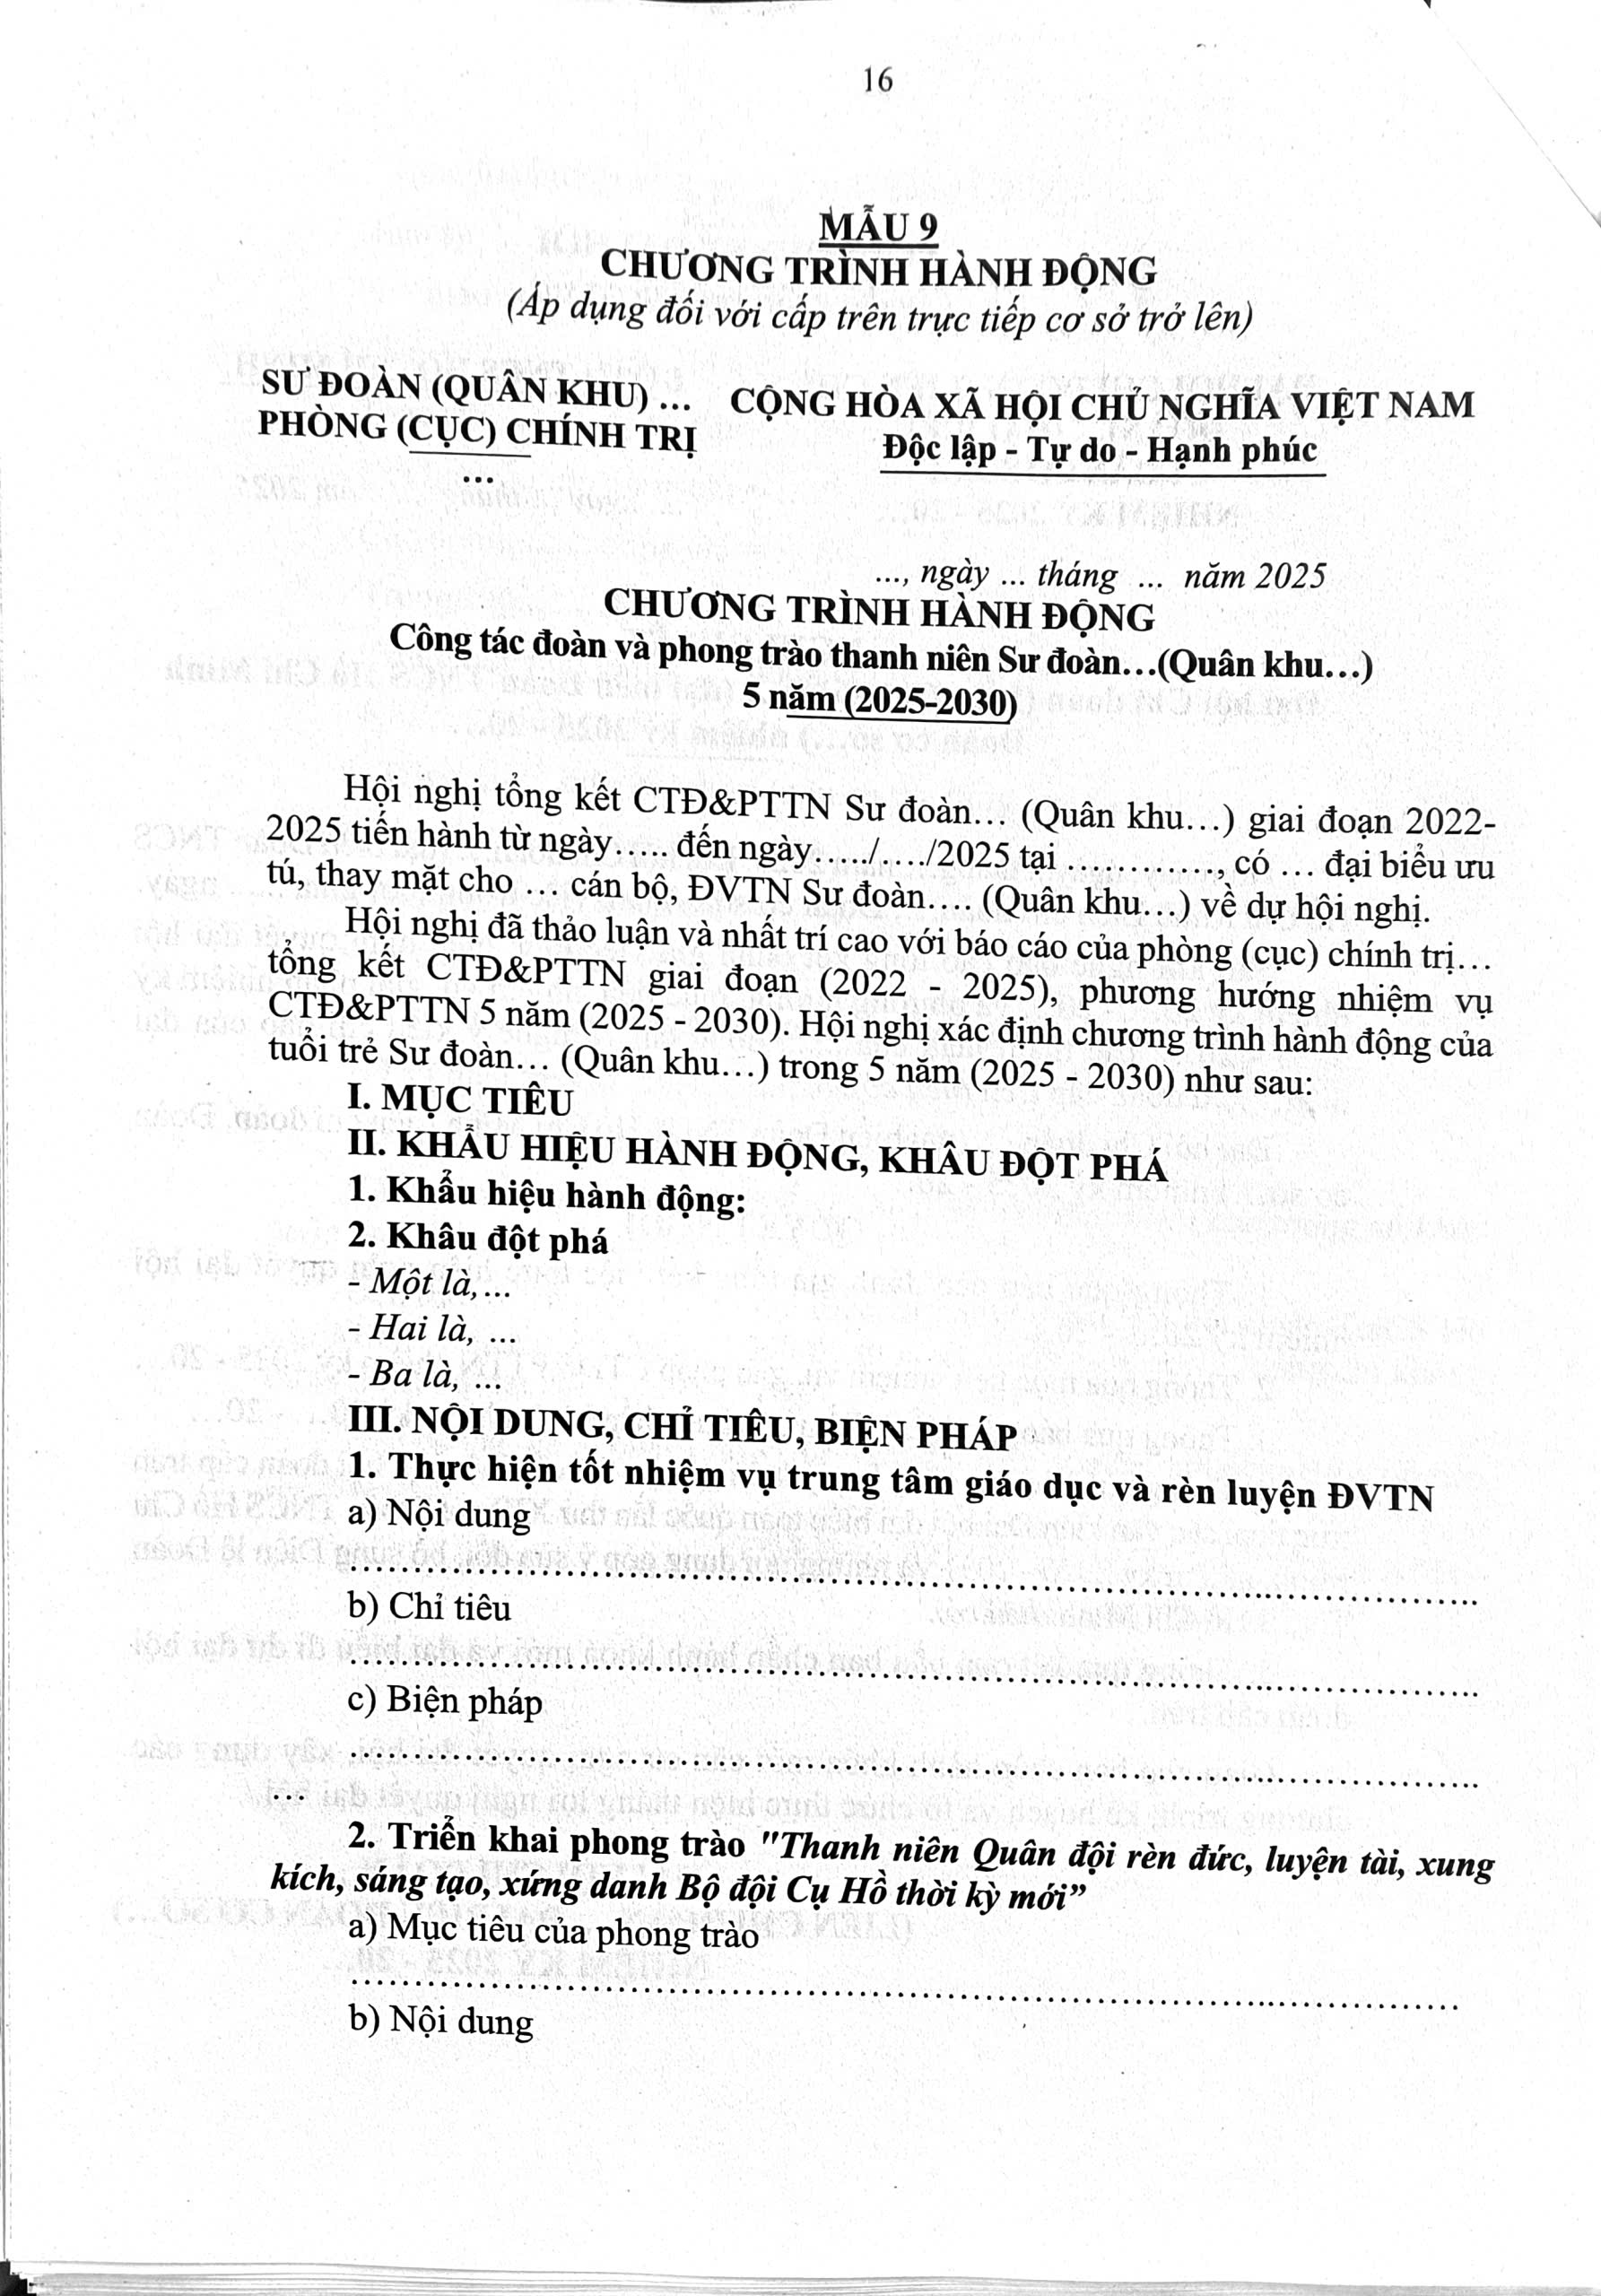 16
MẪU 9
CHƯƠNG TRÌNH HÀNH ĐỘNG
(Áp dụng đối với cấp trên trực tiếp cơ sở trở lên)
SƯ ĐOÀN (QUÂN KHU) ...
PHÒNG (CỤC) CHÍNH TRỊ
...
CỘNG HÒA XÃ HỘI CHỦ NGHĨA VIỆT NAM
Độc lập - Tự do - Hạnh phúc
..., ngày ... tháng ... năm 2025
CHƯƠNG TRÌNH HÀNH ĐỘNG
Công tác đoàn và phong trào thanh niên Sư đoàn…(Quân khu…)
5 năm (2025-2030)
Hội nghị tổng kết CTĐ&PTTN Sư đoàn… (Quân khu…) giai đoạn 2022-
2025 tiến hành từ ngày….. đến ngày…../…./2025 tại …………., có … đại biểu ưu
tú, thay mặt cho … cán bộ, ĐVTN Sư đoàn…. (Quân khu…) về dự hội nghị.
Hội nghị đã thảo luận và nhất trí cao với báo cáo của phòng (cục) chính trị…
tổng kết CTĐ&PTTN giai đoạn (2022 - 2025), phương hướng nhiệm vụ
CTĐ&PTTN 5 năm (2025 - 2030). Hội nghị xác định chương trình hành động của
tuổi trẻ Sư đoàn… (Quân khu…) trong 5 năm (2025 - 2030) như sau:
I. MỤC TIÊU
II. KHẨU HIỆU HÀNH ĐỘNG, KHÂU ĐỘT PHÁ
1. Khẩu hiệu hành động:
2. Khâu đột phá
- Một là, ...
- Hai là, ...
- Ba là, ...
III. NỘI DUNG, CHỈ TIÊU, BIỆN PHÁP
1. Thực hiện tốt nhiệm vụ trung tâm giáo dục và rèn luyện ĐVTN
a) Nội dung
........................................................................
b) Chỉ tiêu
........................................................................
c) Biện pháp
........................................................................
...
2. Triển khai phong trào "Thanh niên Quân đội rèn đức, luyện tài, xung
kích, sáng tạo, xứng danh Bộ đội Cụ Hồ thời kỳ mới”
a) Mục tiêu của phong trào
........................................................................
b) Nội dung